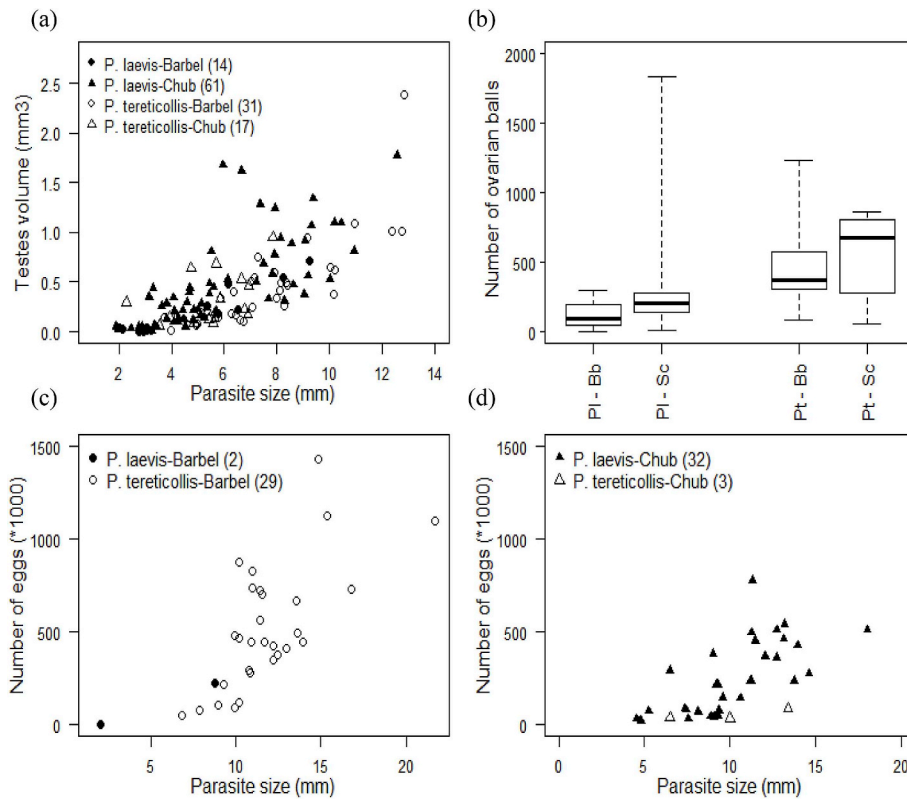 (a)
2.5
2.0
1.5
1.0
0.5
0.0
Testes volume (mm3)
P. laevis-Barbel (14)
P. laevis-Chub (61)
P. tereticollis-Barbel (31)
P. tereticollis-Chub (17)
2 4 6 8 10 12 14
Parasite size (mm)
(b)
2000
1500
1000
500
0
Number of ovarian balls
Pl - Bb
Pl - Sc
Pt - Bb
Pt - Sc
(c)
1500
1000
500
0
Number of eggs (*1000)
P. laevis-Barbel (2)
P. tereticollis-Barbel (29)
5 10 15 20
Parasite size (mm)
(d)
1500
1000
500
0
Number of eggs (*1000)
P. laevis-Chub (32)
P. tereticollis-Chub (3)
0 5 10 15 20
Parasite size (mm)